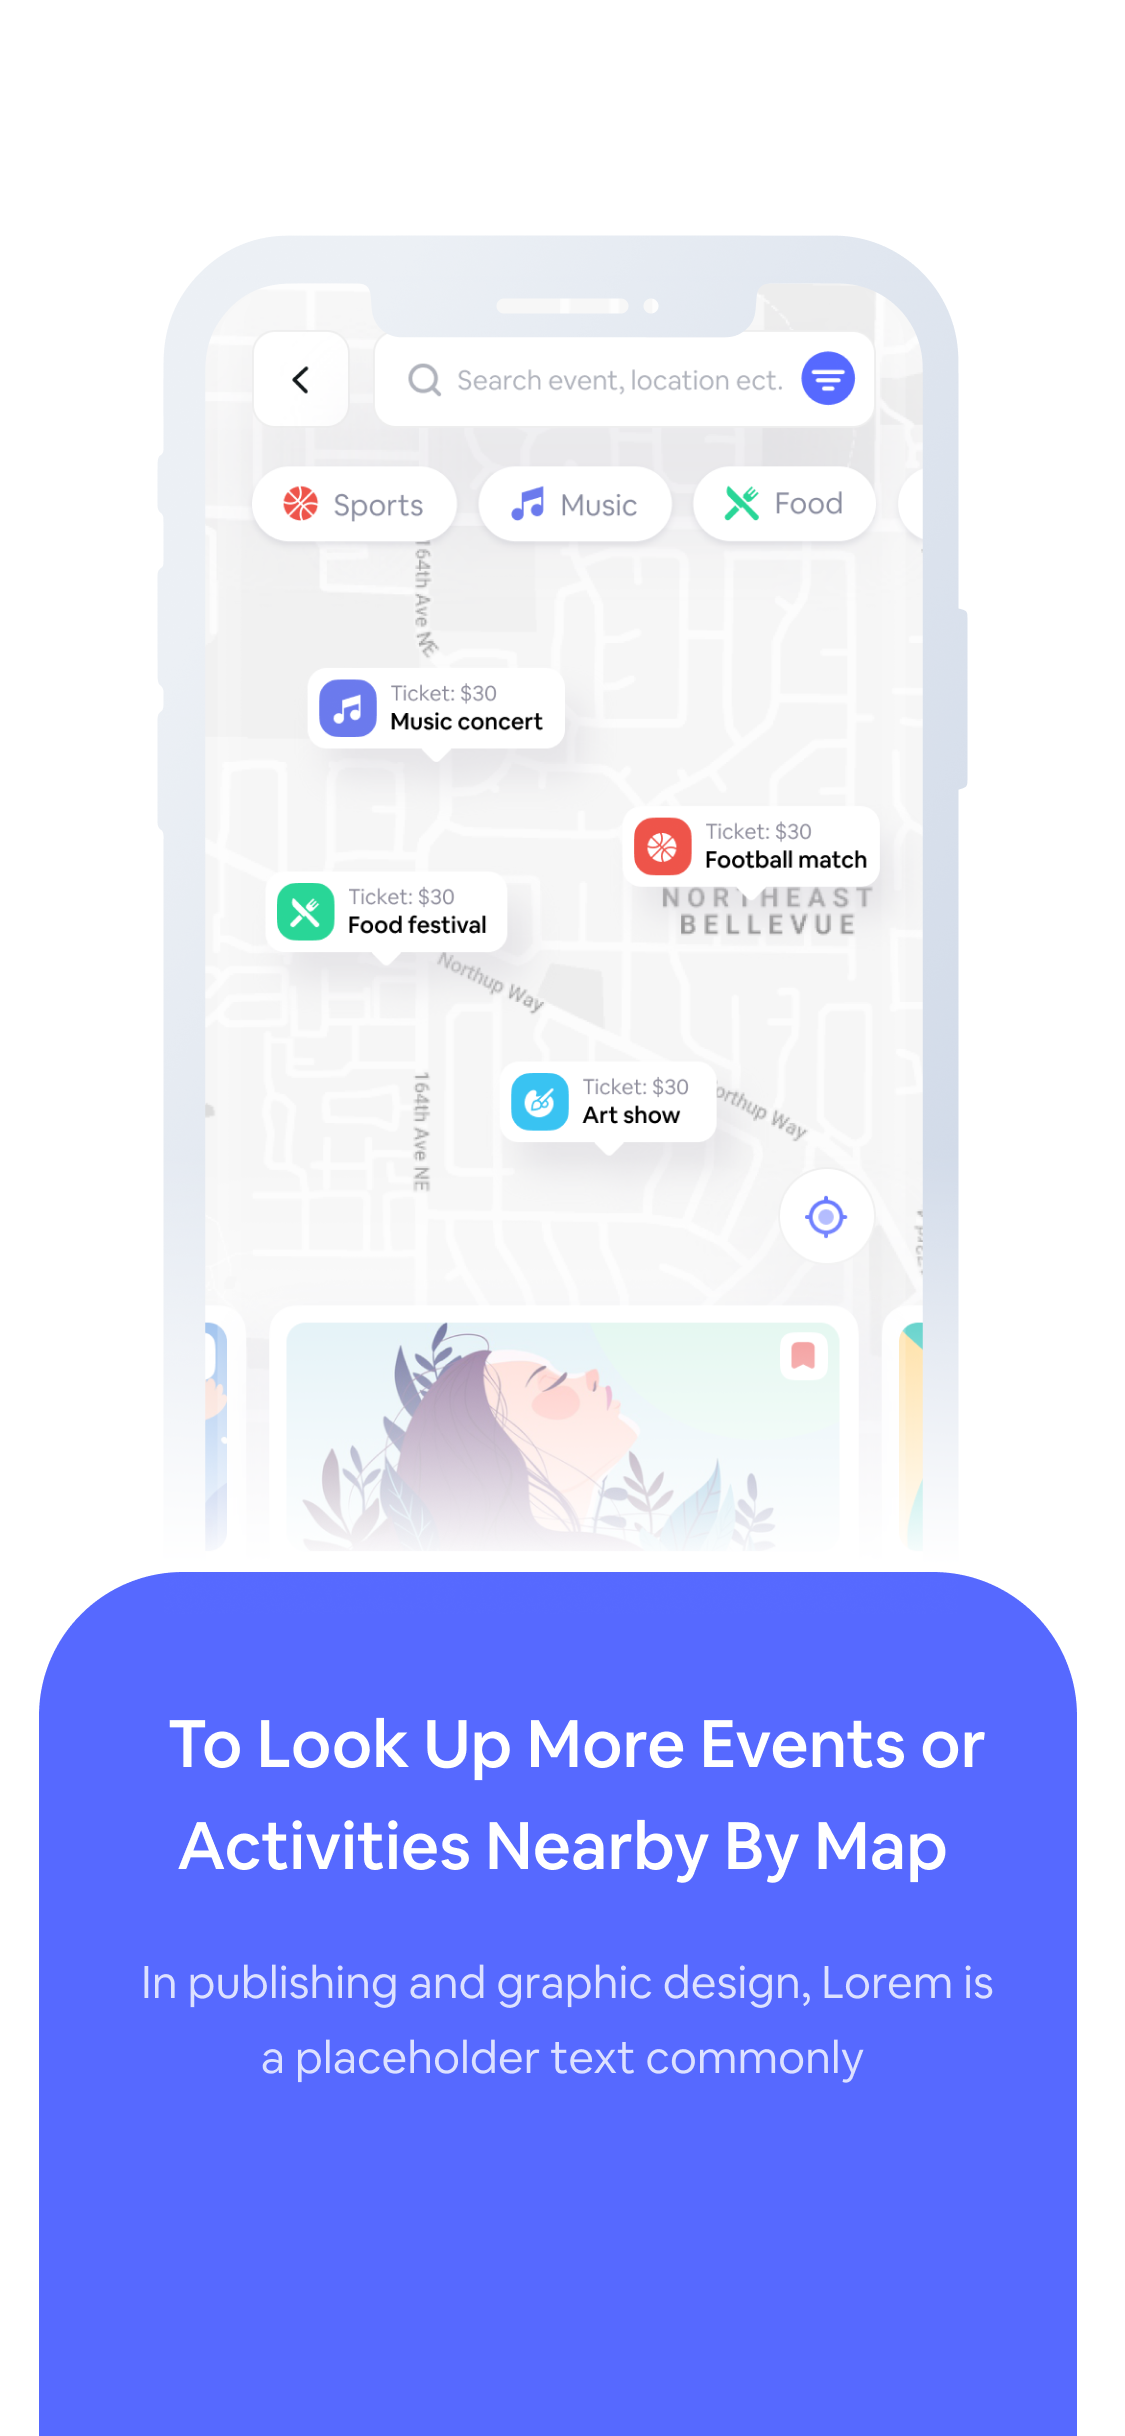 Search event, location ect.
Sports
Music
Food
164th Ave NE
Ticket: $30
Music concert
Ticket: $30
Football match
NORTHEAST
BELLEVUE
Ticket: $30
Food festival
Northup Way
Ticket: $30
Art show
orthup Way
164th Ave NE
To Look Up More Events or
Activities Nearby By Map
In publishing and graphic design, Lorem is
a placeholder text commonly